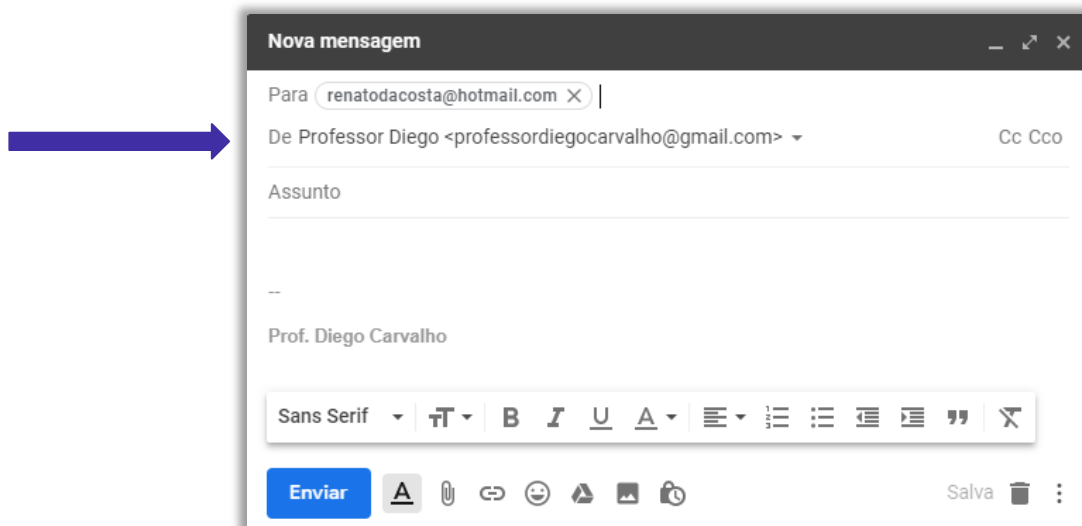 Nova mensagem
Para renatodacosta@hotmail.com
De Professor Diego <professordiegocarvalho@gmail.com> Cc Cco
Assunto
--
Prof. Diego Carvalho
Sans Serif
Enviar Salva